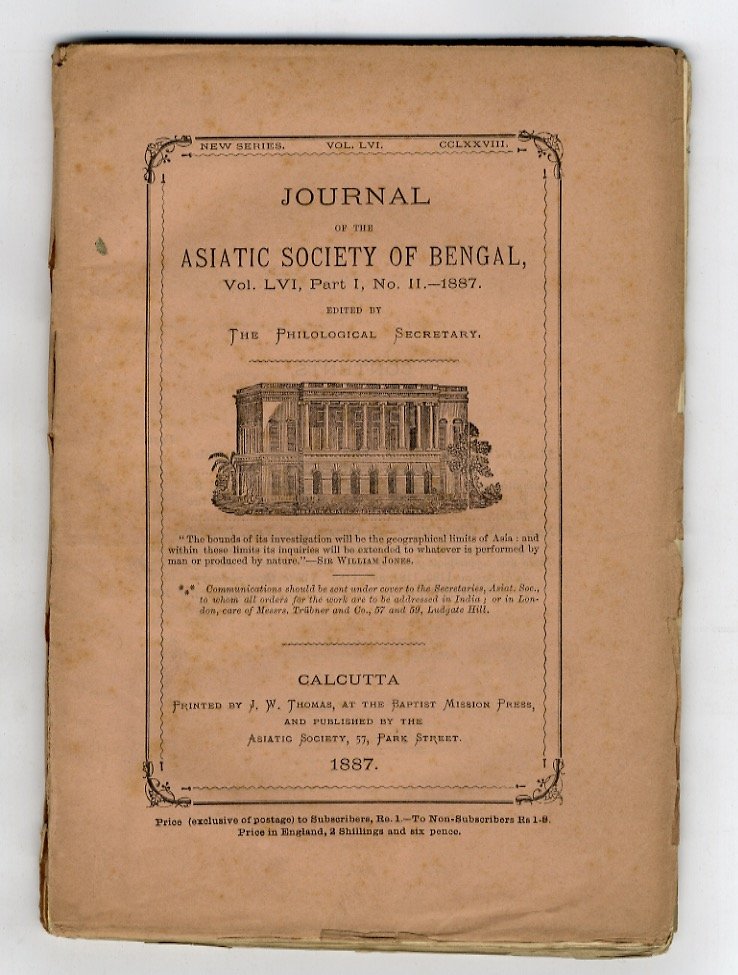 NEW SERIES. VOL. LVI. CCLXXVIII.
JOURNAL
OF THE
ASIATIC SOCIETY OF BENGAL,
Vol. LVI, Part I, No. II.—1887.
EDITED BY
THE PHILOLOGICAL SECRETARY.
"The bounds of its investigation will be the geographical limits of Asia : and
within these limits its inquiries will be extended to whatever is performed by
man or produced by nature."—SIR WILLIAM JONES.
*** Communications should be sent under cover to the Secretaries, Asiat. Soc.,
to whom all orders for the work are to be addressed in India ; or in Lon-
don, care of Messrs. Trübner and Co., 57 and 59, Ludgate Hill.
CALCUTTA
PRINTED BY J. W. THOMAS, AT THE BAPTIST MISSION PRESS,
AND PUBLISHED BY THE
ASIATIC SOCIETY, 57, PARK STREET.
1887.
Price (exclusive of postage) to Subscribers, Re. 1.—To Non-Subscribers Rs 1-8.
Price in England, 2 Shillings and six pence.